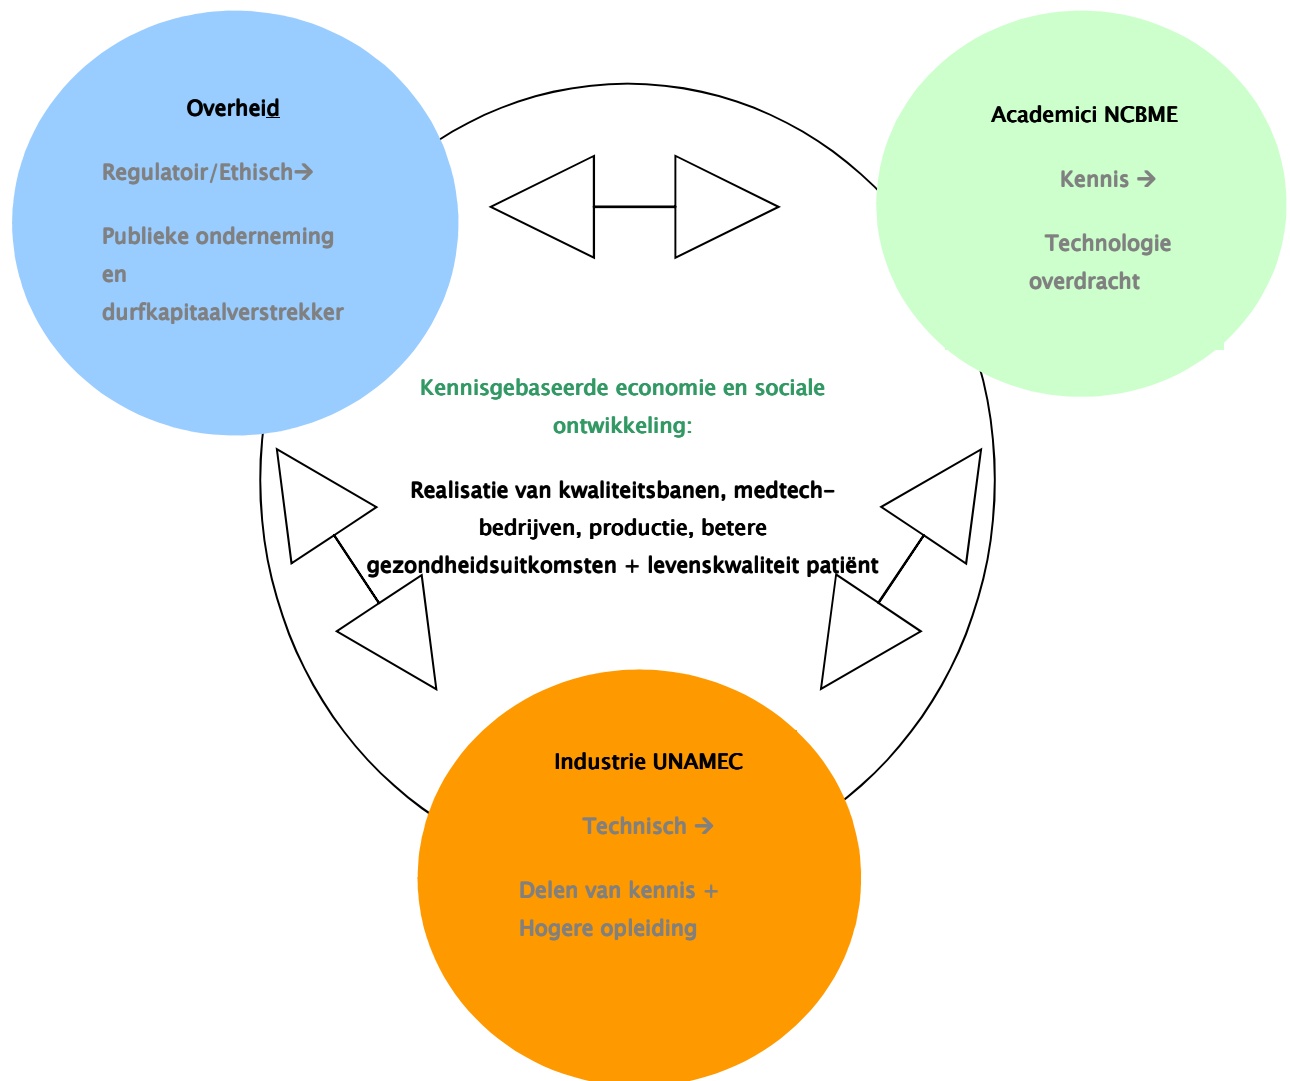 Overheid
Regulatoir/Ethisch→
Publieke onderneming
en
durfkapitaalverstrekker
Academici NCBME
Kennis →
Technologie
overdracht
Kennisgebaseerde economie en sociale
ontwikkeling:
Realisatie van kwaliteitsbanen, medtech-
bedrijven, productie, betere
gezondheidsuitkomsten + levenskwaliteit patiënt
Industrie UNAMEC
Technisch →
Delen van kennis +
Hogere opleiding